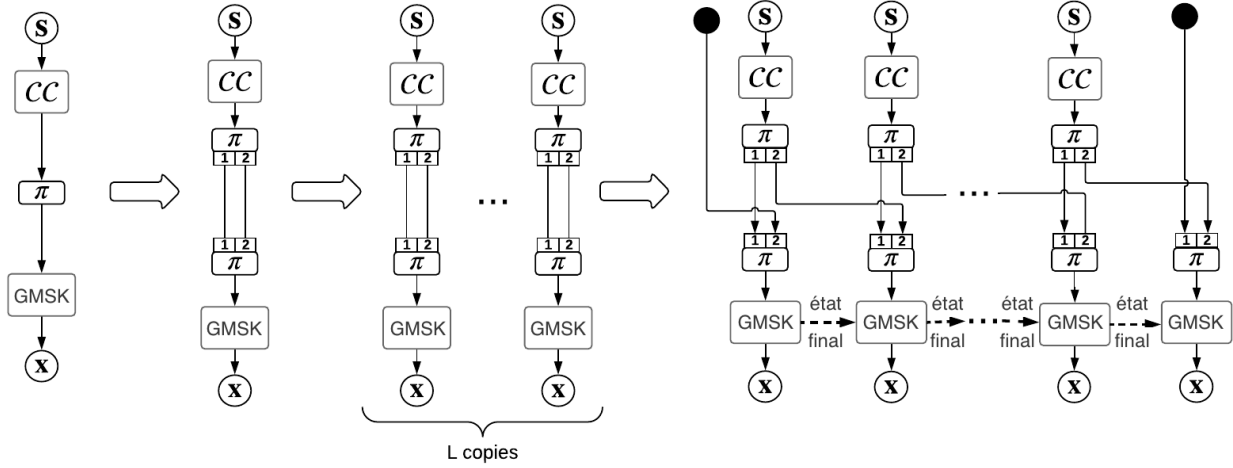 S S S S S S S
CC CC CC CC CC CC CC
π π π π π π
1 2 1 2 1 2 1 2 1 2 1 2
π ... ...
1 2 1 2 1 2 1 2 1 2 1 2 1 2
π π π π π π π
GMSK GMSK GMSK GMSK GMSK état GMSK état ... état GMSK état GMSK
final final final final
x x x x x x x x
L copies